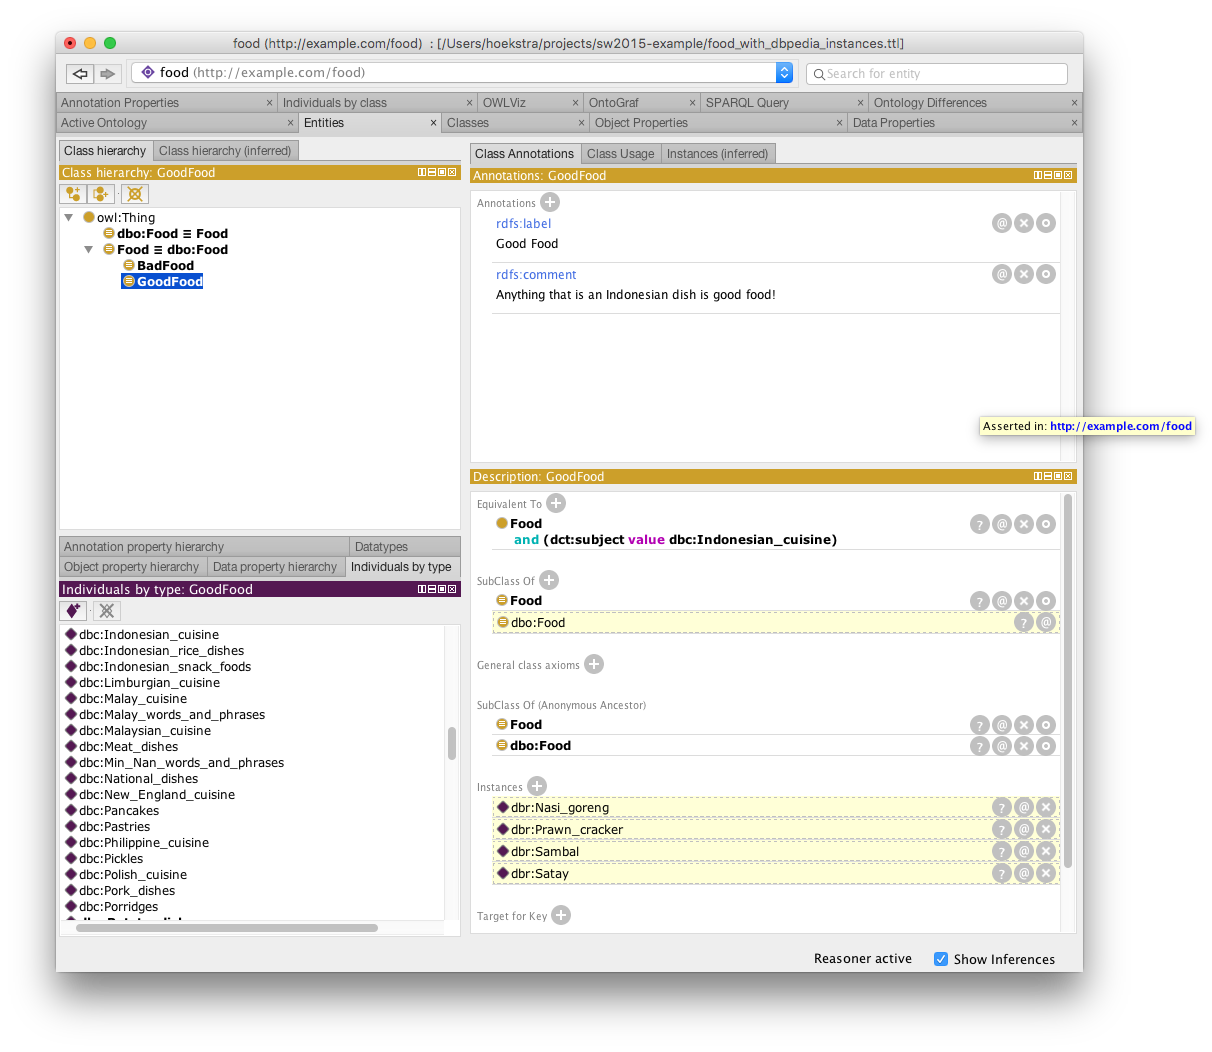 food (http://example.com/food)  : [/Users/hoekstra/projects/sw2015-example/food_with_dbpedia_instances.ttl]
food (http://example.com/food)
Search for entity
Annotation Properties × Individuals by class × OWLViz × OntoGraf × SPARQL Query × Ontology Differences ×
Active Ontology × Entities × Classes × Object Properties × Data Properties ×
Class hierarchy Class hierarchy (inferred)
Class hierarchy: GoodFood
owl:Thing
dbo:Food ≡ Food
Food ≡ dbo:Food
BadFood
GoodFood
Annotation property hierarchy Datatypes
Object property hierarchy Data property hierarchy Individuals by type
Individuals by type: GoodFood
dbc:Indonesian_cuisine
dbc:Indonesian_rice_dishes
dbc:Indonesian_snack_foods
dbc:Limburgian_cuisine
dbc:Malay_cuisine
dbc:Malay_words_and_phrases
dbc:Malaysian_cuisine
dbc:Meat_dishes
dbc:Min_Nan_words_and_phrases
dbc:National_dishes
dbc:New_England_cuisine
dbc:Pancakes
dbc:Pastries
dbc:Philippine_cuisine
dbc:Pickles
dbc:Polish_cuisine
dbc:Pork_dishes
dbc:Porridges
Class Annotations Class Usage Instances (inferred)
Annotations: GoodFood
Annotations
rdfs:label
Good Food
rdfs:comment
Anything that is an Indonesian dish is good food!
Asserted in: http://example.com/food
Description: GoodFood
Equivalent To
Food
and (dct:subject value dbc:Indonesian_cuisine)
SubClass Of
Food
dbo:Food
General class axioms
SubClass Of (Anonymous Ancestor)
Food
dbo:Food
Instances
dbr:Nasi_goreng
dbr:Prawn_cracker
dbr:Sambal
dbr:Satay
Target for Key
Reasoner active Show Inferences